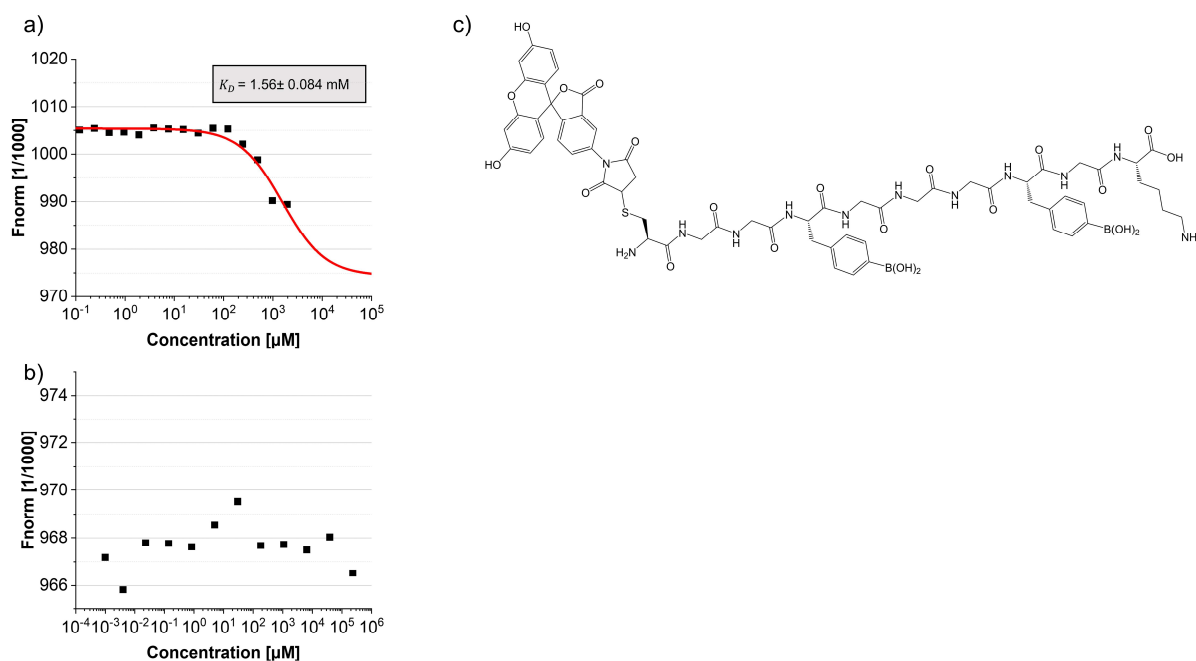 a)
1020
1010
1000
990
980
970
Fnorm [1/1000]
K_D = 1.56± 0.084 mM
10^-1 10^0 10^1 10^2 10^3 10^4 10^5
Concentration [µM]
b)
974
972
970
968
966
Fnorm [1/1000]
10^-4 10^-3 10^-2 10^-1 10^0 10^1 10^2 10^3 10^4 10^5 10^6
Concentration [µM]
c)
HO
O
O
O
HO
O
N
O
S
H2N
O
H
N
O
N
H
O
H
N
B(OH)2
O
H
N
O
H
N
O
N
H
O
H
N
B(OH)2
O
H
N
O
H
N
O
OH
NH